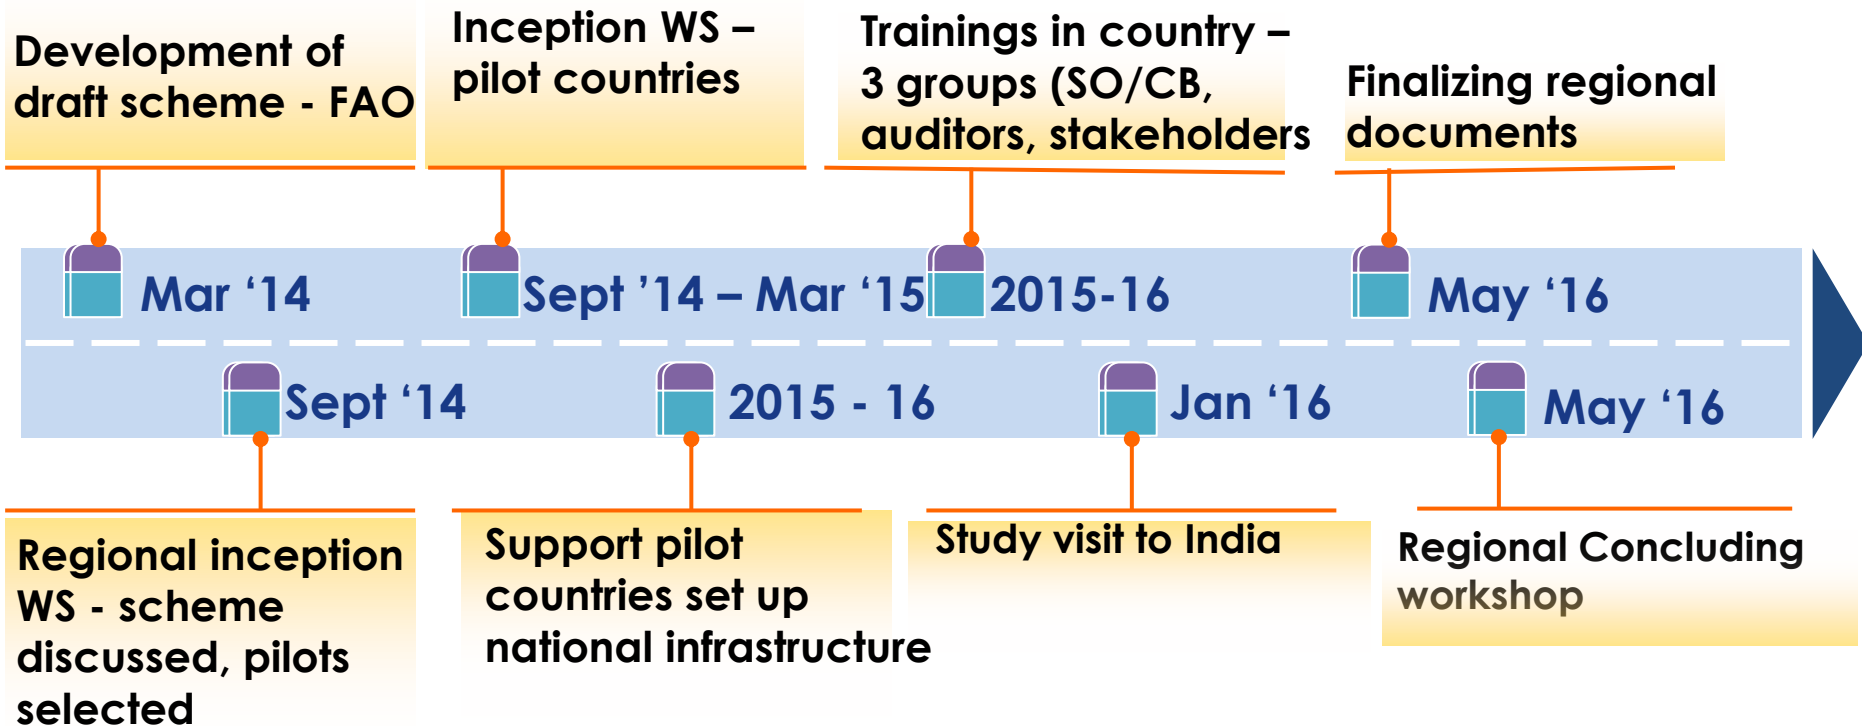 Development of
draft scheme - FAO
Inception WS –
pilot countries
Trainings in country –
3 groups (SO/CB,
auditors, stakeholders
Finalizing regional
documents
Mar ‘14
Sept ’14 – Mar ‘15
2015-16
May ‘16
Sept ‘14
2015 - 16
Jan ‘16
May ‘16
Regional inception
WS - scheme
discussed, pilots
selected
Support pilot
countries set up
national infrastructure
Study visit to India
Regional Concluding
workshop